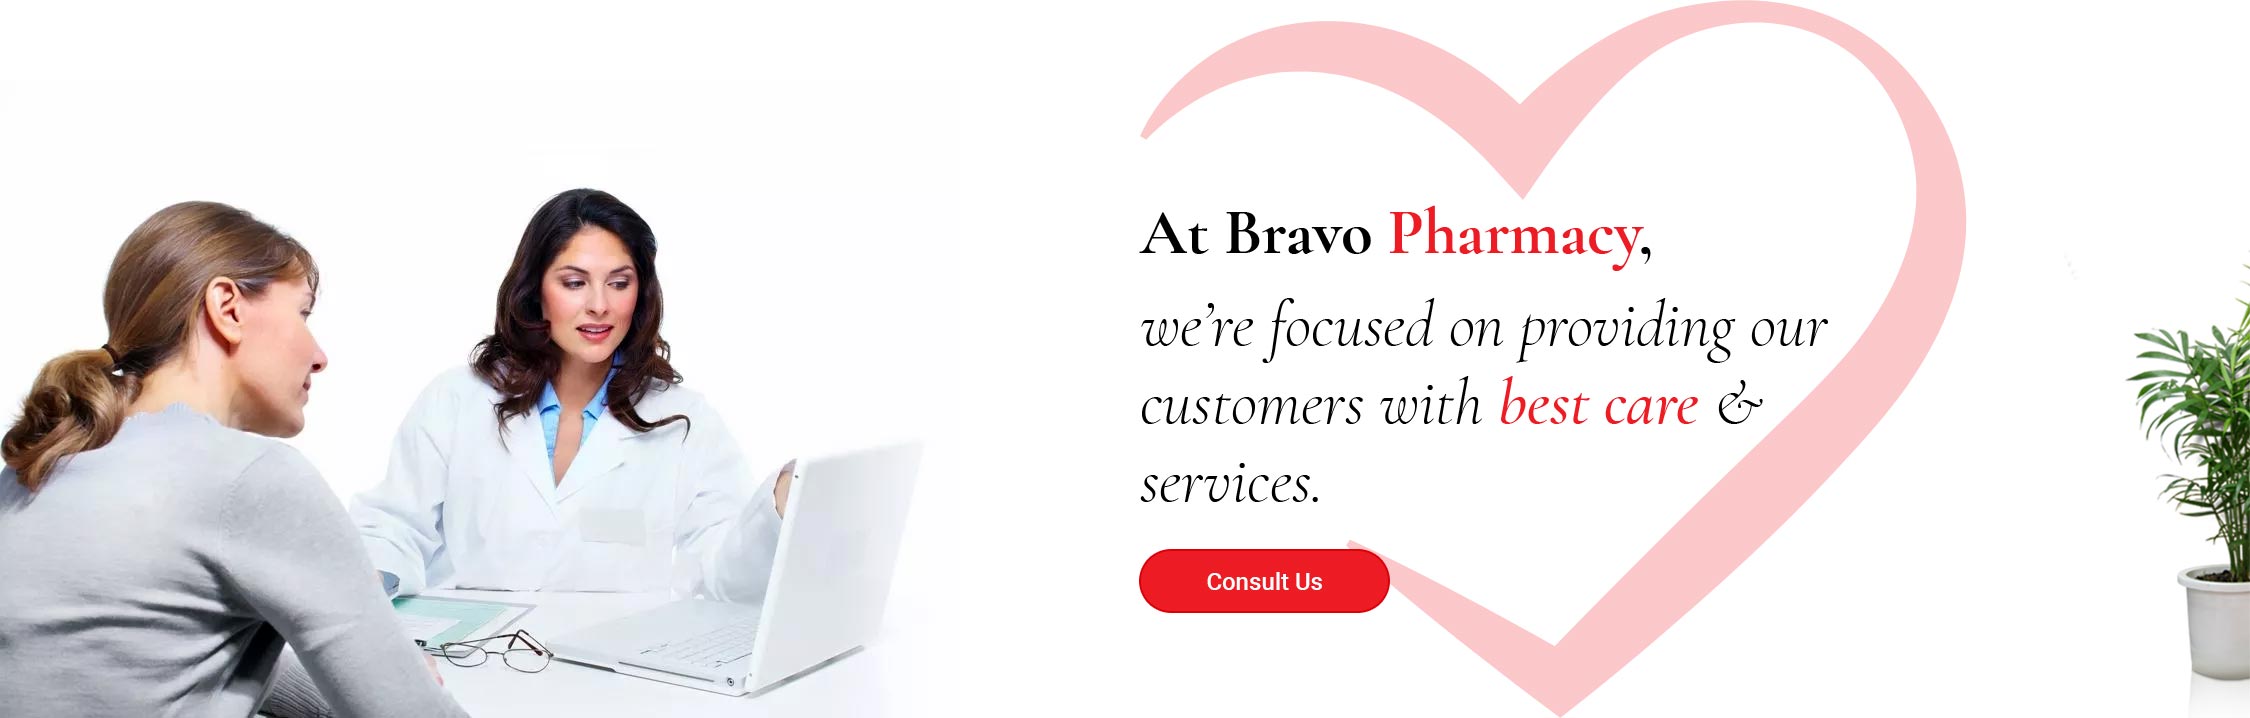 At Bravo Pharmacy,
we're focused on providing our
customers with best care &
services.
Consult Us